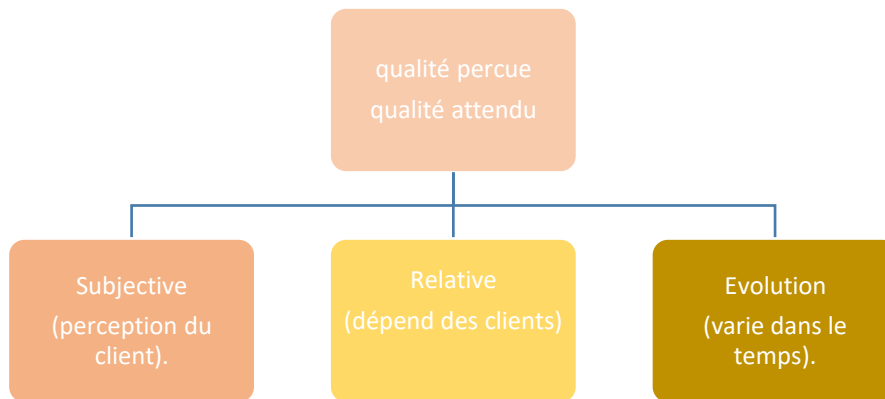 qualité percue
qualité attendu
Subjective
(perception du
client).
Relative
(dépend des clients)
Evolution
(varie dans le
temps).